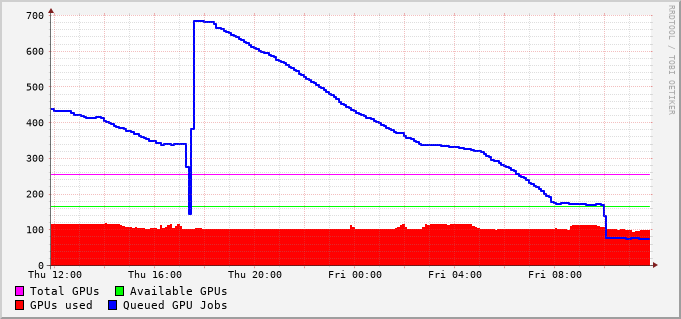 RRDTOOL / TOBI OETIKER
700
600
500
400
300
200
100
0
Thu 12:00 Thu 16:00 Thu 20:00 Fri 00:00 Fri 04:00 Fri 08:00
Total GPUs Available GPUs
GPUs used Queued GPU Jobs